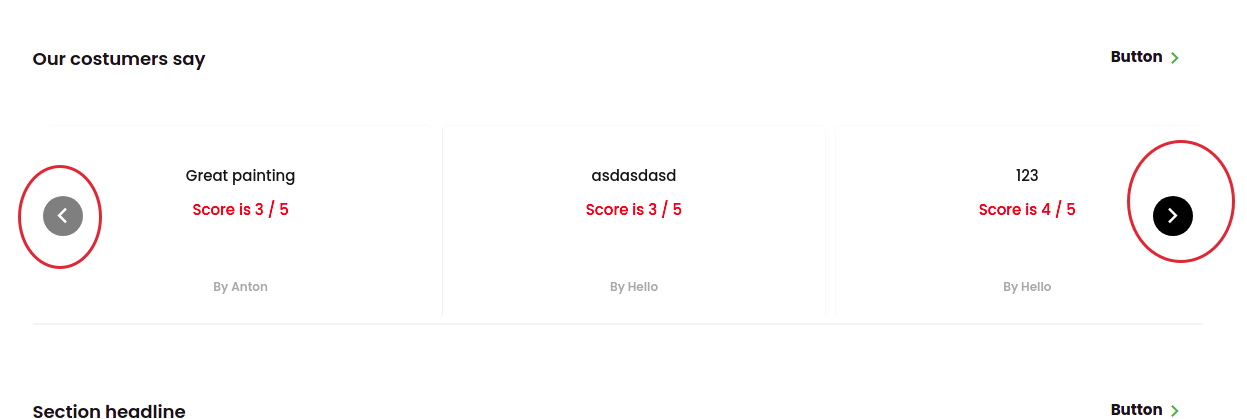 Our costumers say
Button
Great painting
Score is 3 / 5
By Anton
asdasdasd
Score is 3 / 5
By Hello
123
Score is 4 / 5
By Hello
Section headline
Button